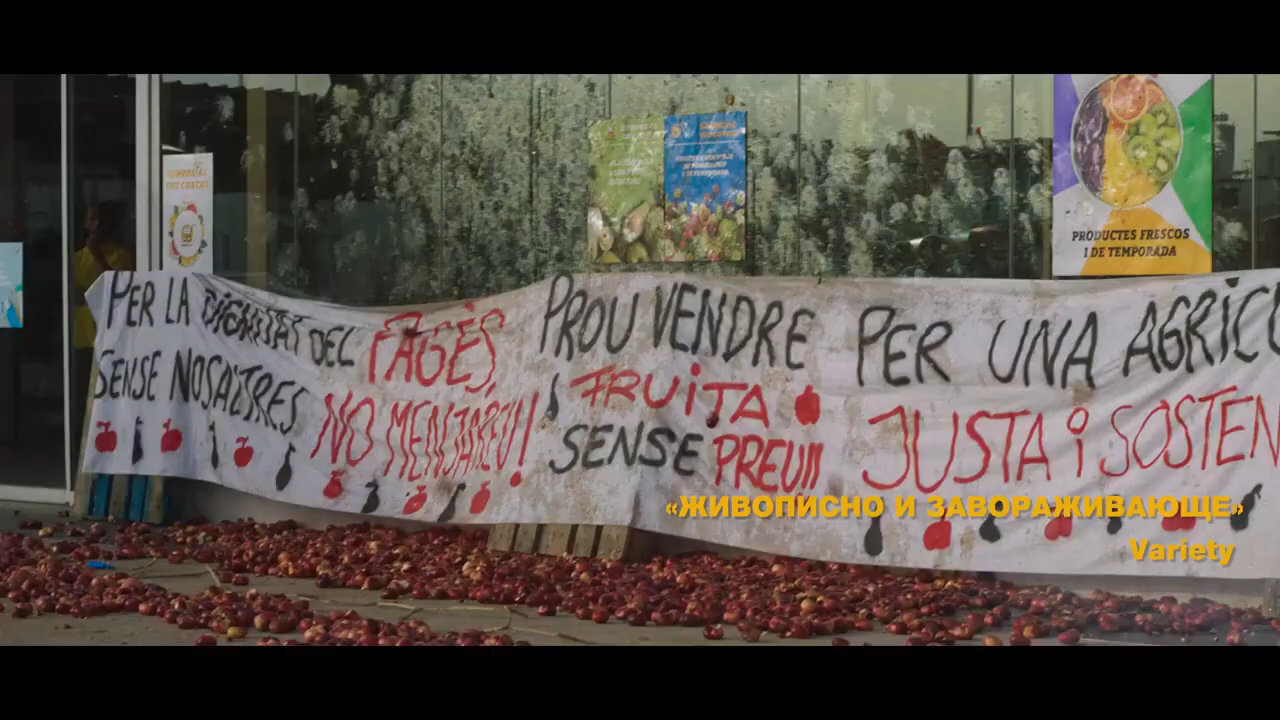 PRODUCTES FRESCOS
I DE TEMPORADA
PER LA DIGNITAT DEL FAGÈS,
SENSE NOSALTRES NO MENJAREU!
PROU VENDRE
FRUITA
SENSE PREU!!
PER UNA AGRICU
JUSTA i SOSTEN
«ЖИВОПИСНО И ЗАВОРАЖИВАЮЩЕ»
Variety